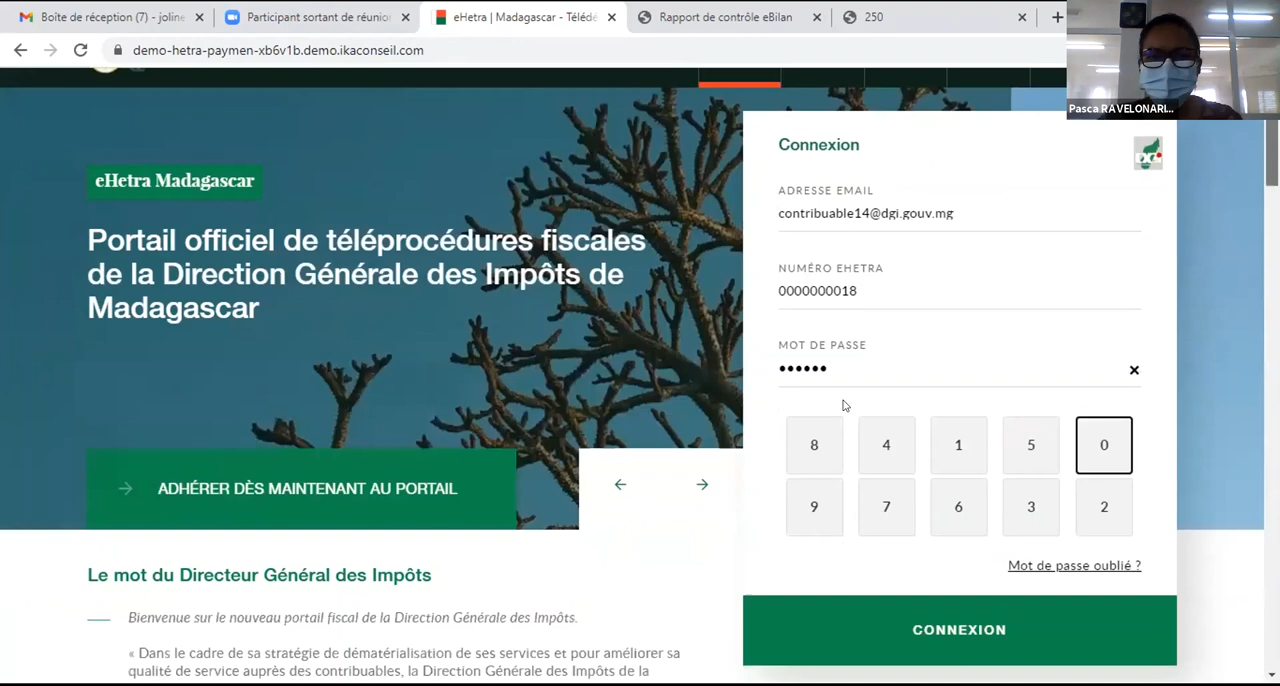 Boîte de réception (7) - joline
Participant sortant de réunio
eHetra | Madagascar - Télédé
Rapport de contrôle eBilan
250
demo-hetra-paymen-xb6v1b.demo.ikaconseil.com
Pasca RAVELONARI...
eHetra Madagascar
Portail officiel de téléprocédures fiscales
de la Direction Générale des Impôts de
Madagascar
ADHÉRER DÈS MAINTENANT AU PORTAIL
Connexion
ADRESSE EMAIL
contribuable14@dgi.gouv.mg
NUMÉRO EHETRA
0000000018
MOT DE PASSE
••••••
8 4 1 5 0
9 7 6 3 2
Mot de passe oublié ?
CONNEXION
Le mot du Directeur Général des Impôts
Bienvenue sur le nouveau portail fiscal de la Direction Générale des Impôts.
« Dans le cadre de sa stratégie de dématérialisation de ses services et pour améliorer sa
qualité de service auprès des contribuables, la Direction Générale des Impôts de la